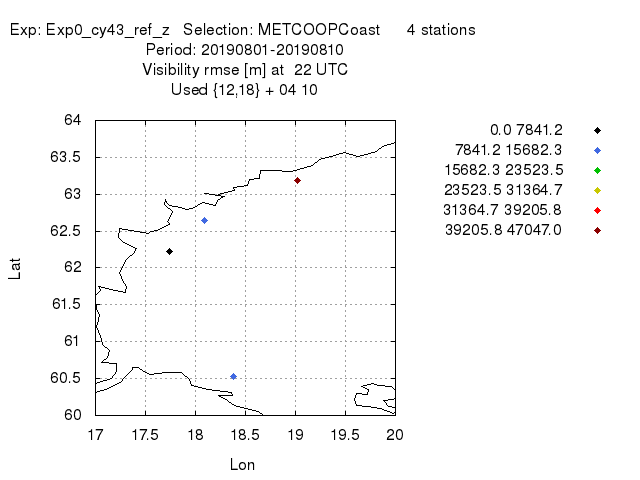 Exp: Exp0_cy43_ref_z   Selection: METCOOPCoast      4 stations
Period: 20190801-20190810
Visibility rmse [m] at  22 UTC
Used {12,18} + 04 10
0.0 7841.2
7841.2 15682.3
15682.3 23523.5
23523.5 31364.7
31364.7 39205.8
39205.8 47047.0
64
63.5
63
62.5
62
61.5
61
60.5
60
Lat
17 17.5 18 18.5 19 19.5 20
Lon